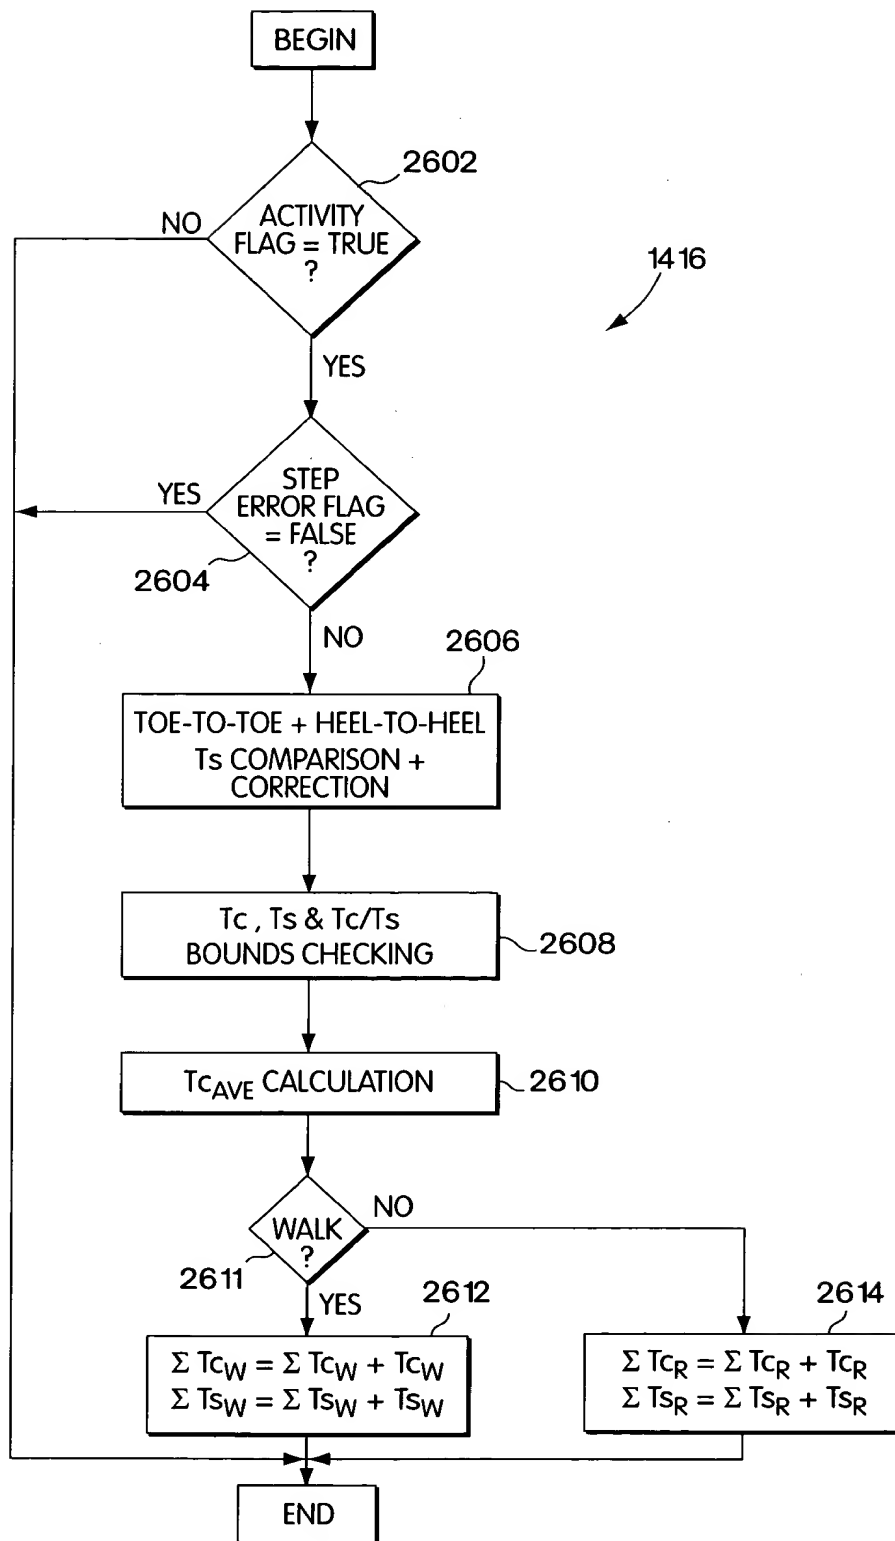 BEGIN
2602
NO
ACTIVITY
FLAG = TRUE
?
1416
YES
YES
STEP
ERROR FLAG
= FALSE
?
2604
NO
2606
TOE-TO-TOE + HEEL-TO-HEEL
Ts COMPARISON +
CORRECTION
Tc , Ts & Tc/Ts
BOUNDS CHECKING
2608
TcAVE CALCULATION
2610
WALK
?
NO
2611
YES
2612
2614
Σ TcW = Σ TcW + TcW
Σ TsW = Σ TsW + TsW
Σ TcR = Σ TcR + TcR
Σ TsR = Σ TsR + TsR
END